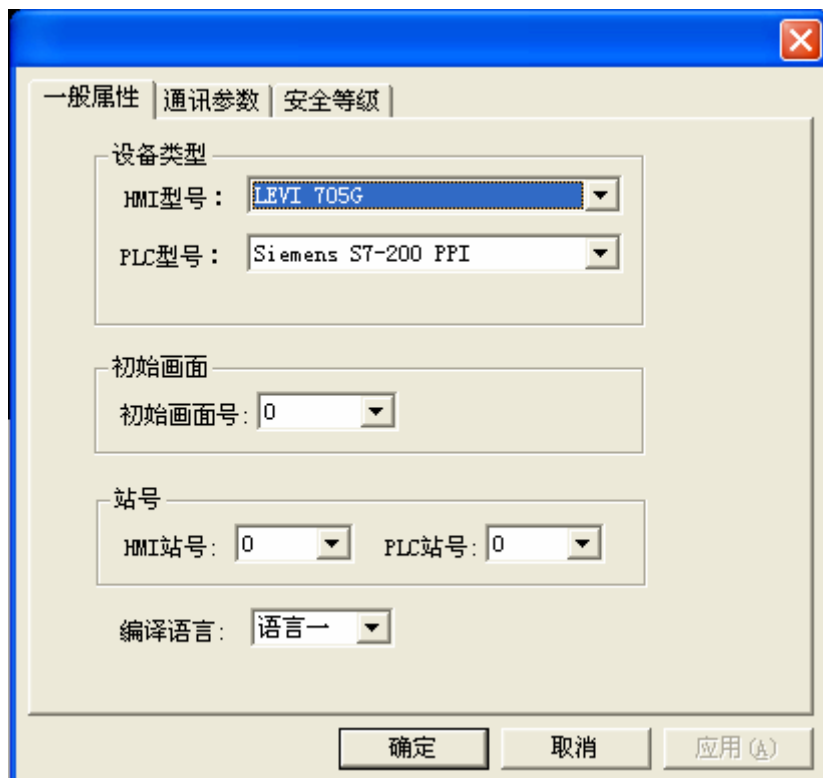 一般属性 通讯参数 安全等级
设备类型
HMI型号： LEVI 705G
PLC型号： Siemens S7-200 PPI
初始画面
初始画面号: 0
站号
HMI站号: 0 PLC站号: 0
编译语言: 语言一
确定 取消 应用(A)